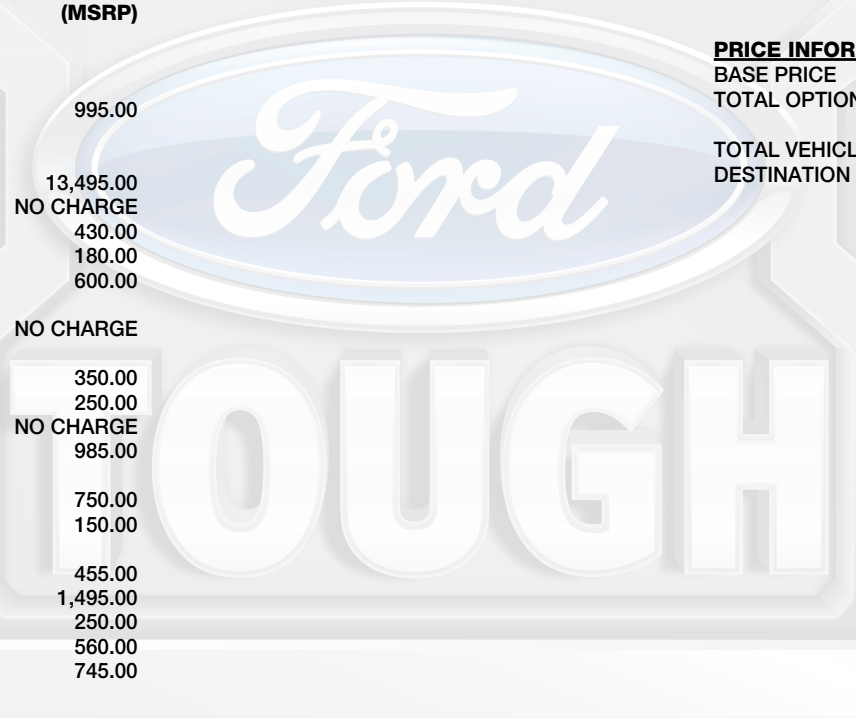 (MSRP)
995.00
13,495.00
NO CHARGE
430.00
180.00
600.00
NO CHARGE
350.00
250.00
NO CHARGE
985.00
750.00
150.00
455.00
1,495.00
250.00
560.00
745.00
PRICE INFOR
BASE PRICE
TOTAL OPTION
TOTAL VEHICL
DESTINATION
Ford
TOUGH